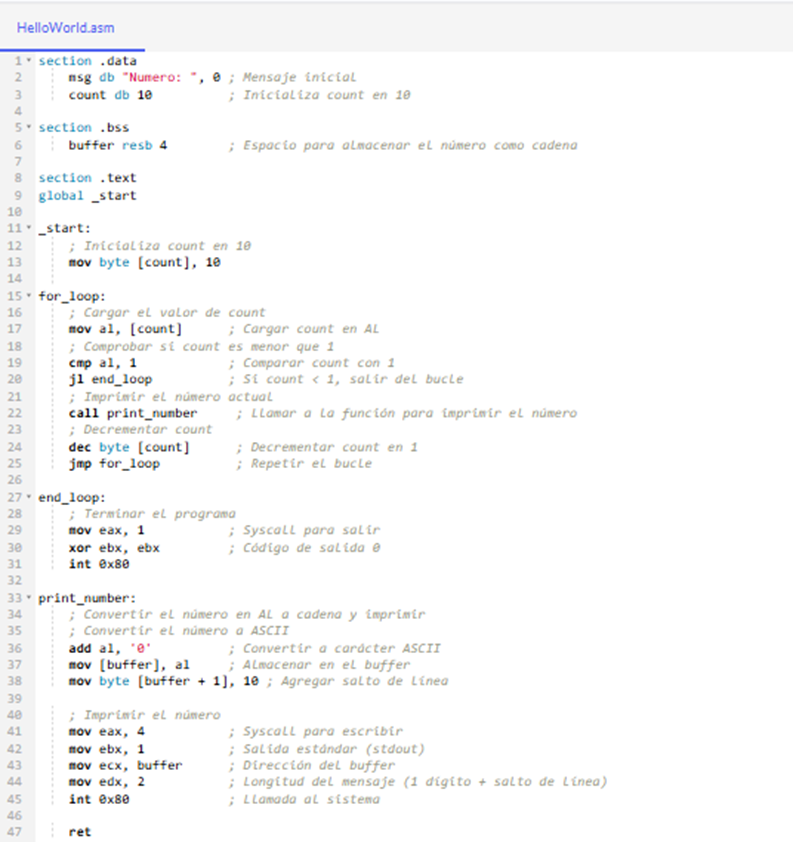 HelloWorld.asm
1 section .data
2     msg db "Numero: ", 0 ; Mensaje inicial
3     count db 10          ; Inicializa count en 10
4
5 section .bss
6     buffer resb 4        ; Espacio para almacenar el número como cadena
7
8 section .text
9 global _start
10
11 _start:
12     ; Inicializa count en 10
13     mov byte [count], 10
14
15 for_loop:
16     ; Cargar el valor de count
17     mov al, [count]      ; Cargar count en AL
18     ; Comprobar si count es menor que 1
19     cmp al, 1            ; Comparar count con 1
20     jl end_loop          ; Si count < 1, salir del bucle
21     ; Imprimir el número actual
22     call print_number     ; Llamar a la función para imprimir el número
23     ; Decrementar count
24     dec byte [count]      ; Decrementar count en 1
25     jmp for_loop          ; Repetir el bucle
26
27 end_loop:
28     ; Terminar el programa
29     mov eax, 1           ; Syscall para salir
30     xor ebx, ebx         ; Código de salida 0
31     int 0x80
32
33 print_number:
34     ; Convertir el número en AL a cadena y imprimir
35     ; Convertir el número a ASCII
36     add al, '0'          ; Convertir a carácter ASCII
37     mov [buffer], al     ; Almacenar en el buffer
38     mov byte [buffer + 1], 10 ; Agregar salto de línea
39
40     ; Imprimir el número
41     mov eax, 4           ; Syscall para escribir
42     mov ebx, 1           ; Salida estándar (stdout)
43     mov ecx, buffer      ; Dirección del buffer
44     mov edx, 2           ; Longitud del mensaje (1 dígito + salto de línea)
45     int 0x80             ; Llamada al sistema
46
47     ret